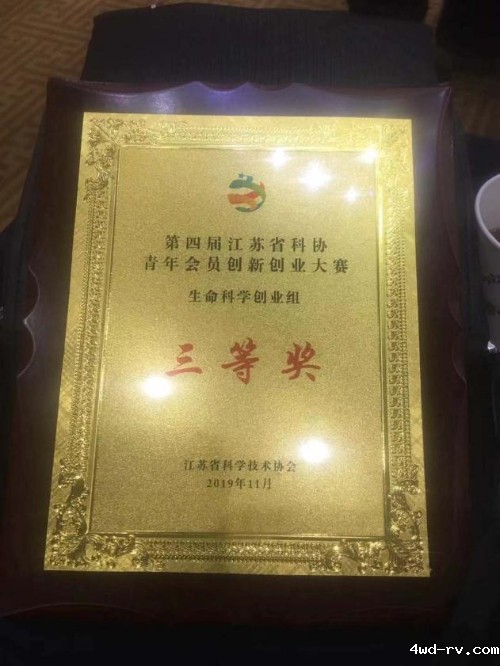 第四届江苏省科协
青年会员创新创业大赛
生命科学创业组
三等奖
江苏省科学技术协会
2019年11月
4wd-rv.com